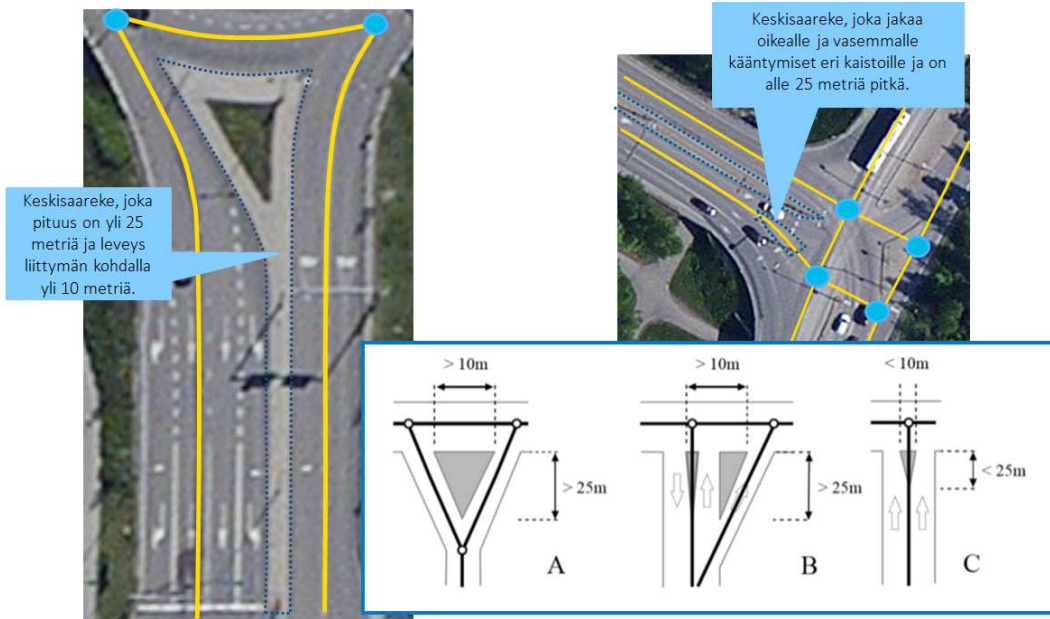 Keskisaareke, joka jakaa
oikealle ja vasemmalle
kääntymiset eri kaistoille ja on
alle 25 metriä pitkä.
Keskisaareke, joka
pituus on yli 25
metriä ja leveys
liittymän kohdalla
yli 10 metriä.
> 10m
> 10m
< 10m
> 25m
> 25m
< 25m
A
B
C